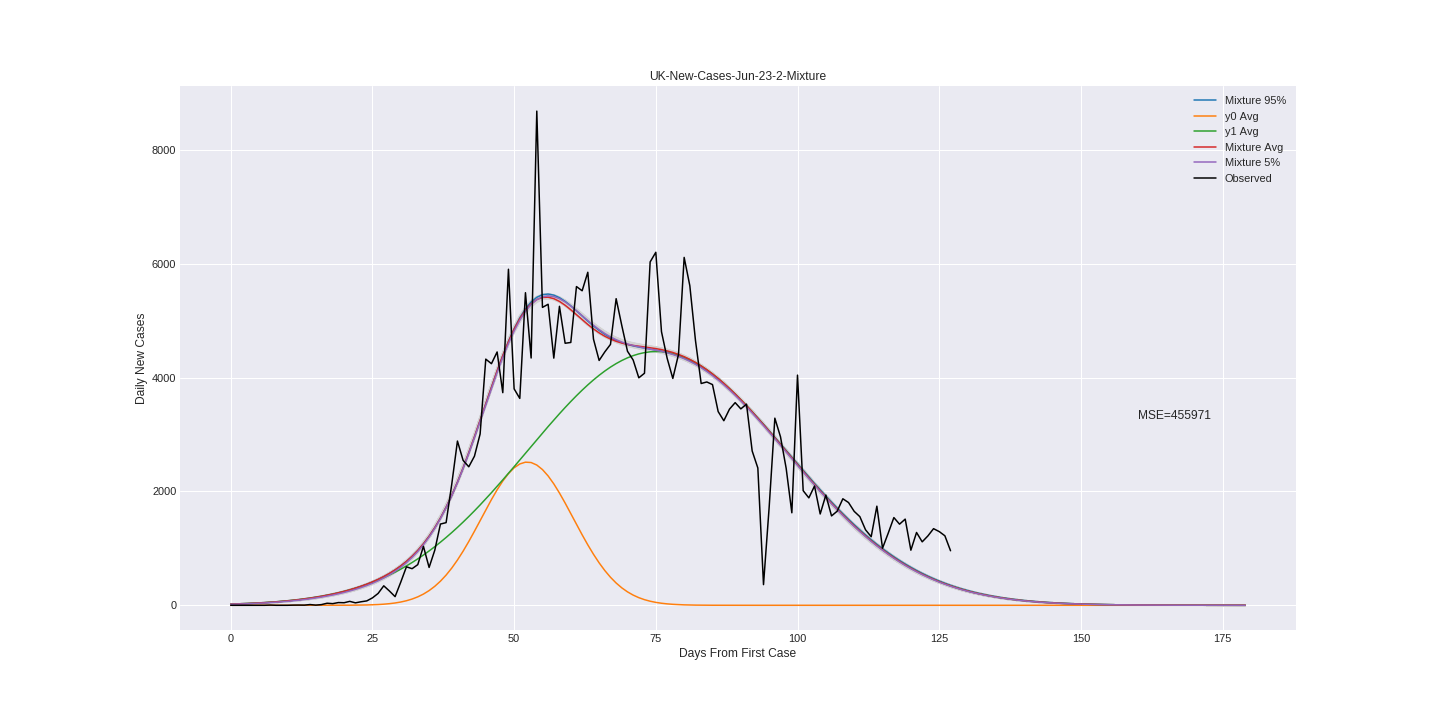 UK-New-Cases-Jun-23-2-Mixture
Mixture 95%
y0 Avg
y1 Avg
Mixture Avg
Mixture 5%
Observed
8000
6000
4000
2000
0
Daily New Cases
MSE=455971
0
25
50
75
100
125
150
175
Days From First Case